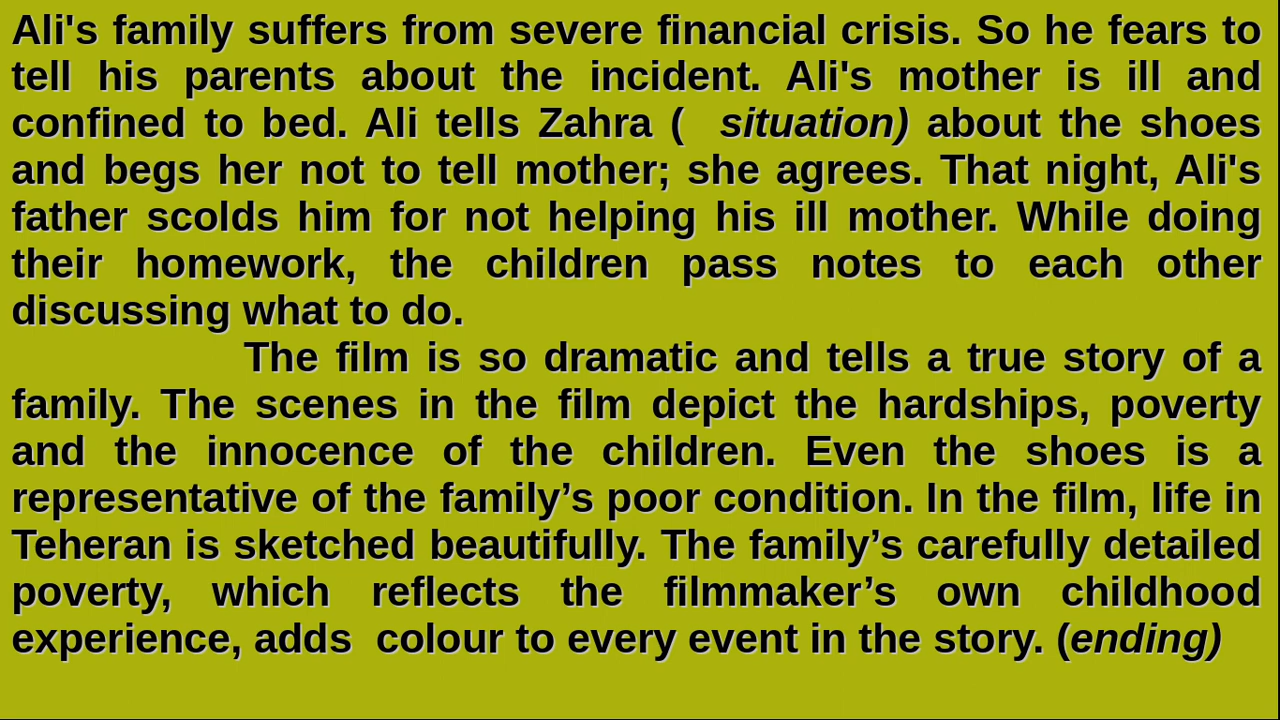 Ali's family suffers from severe financial crisis. So he fears to
tell his parents about the incident. Ali's mother is ill and
confined to bed. Ali tells Zahra (  situation) about the shoes
and begs her not to tell mother; she agrees. That night, Ali's
father scolds him for not helping his ill mother. While doing
their homework, the children pass notes to each other
discussing what to do.
The film is so dramatic and tells a true story of a
family. The scenes in the film depict the hardships, poverty
and the innocence of the children. Even the shoes is a
representative of the family’s poor condition. In the film, life in
Teheran is sketched beautifully. The family’s carefully detailed
poverty, which reflects the filmmaker’s own childhood
experience, adds  colour to every event in the story. (ending)